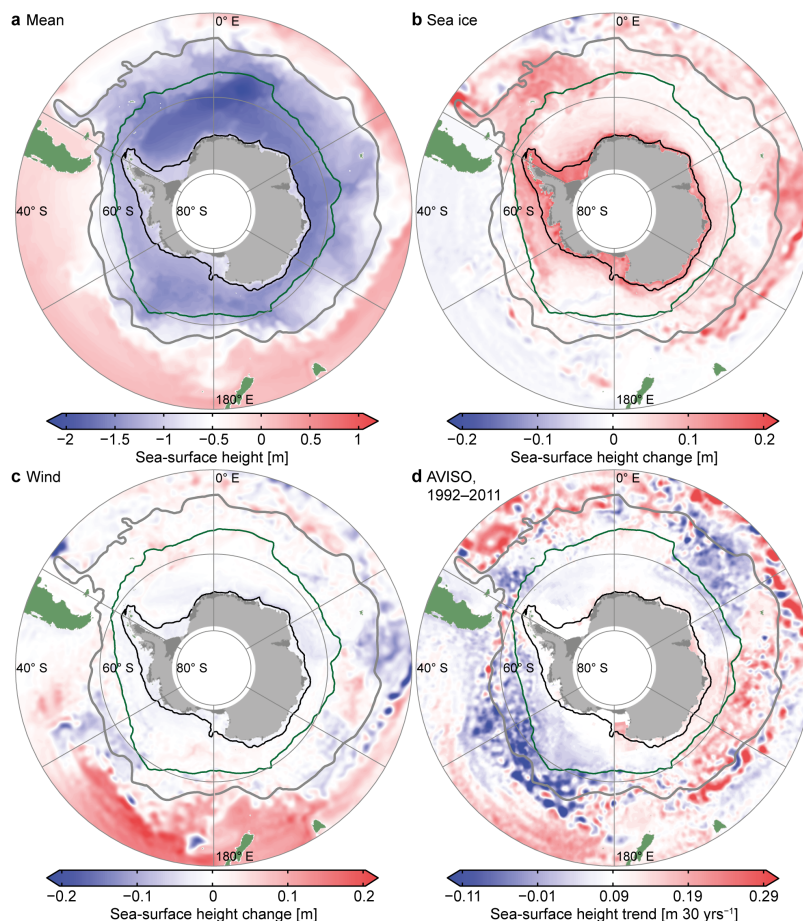 a Mean
0° E
40° S
60° S
80° S
180° E
−2
−1.5
−1
−0.5
0
0.5
1
Sea-surface height [m]
b Sea ice
0° E
40° S
60° S
80° S
180° E
−0.2
−0.1
0
0.1
0.2
Sea-surface height change [m]
c Wind
0° E
40° S
60° S
80° S
180° E
−0.2
−0.1
0
0.1
0.2
Sea-surface height change [m]
d AVISO,
1992–2011
0° E
40° S
60° S
80° S
180° E
−0.11
−0.01
0.09
0.19
0.29
Sea-surface height trend [m 30 yrs⁻¹]